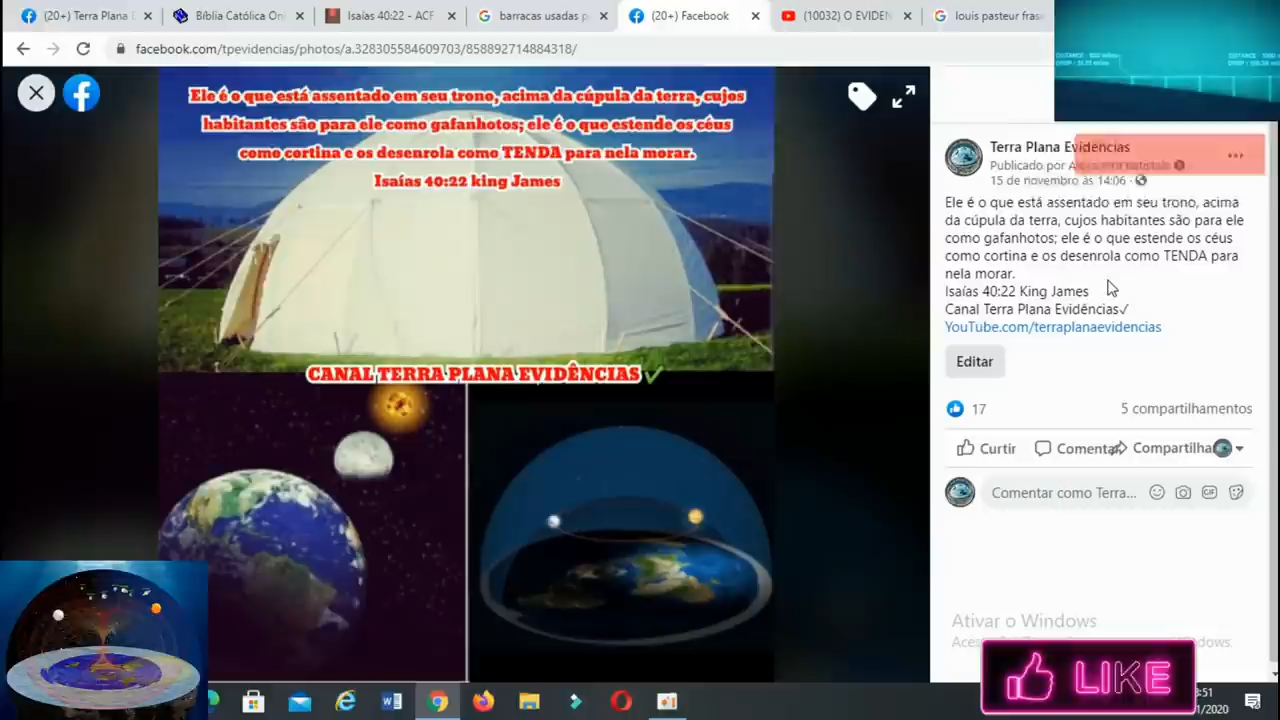 (20+) Terra Plana
Bíblia Católica On
Isaías 40:22 - ACF
barracas usadas p
(20+) Facebook
(10032) O EVIDEN
louis pasteur fras
facebook.com/tpevidencias/photos/a.328305584609703/858892714884318/
Ele é o que está assentado em seu trono, acima da cúpula da terra, cujos
habitantes são para ele como gafanhotos; ele é o que estende os céus
como cortina e os desenrola como TENDA para nela morar.
Isaías 40:22 king James
CANAL TERRA PLANA EVIDÊNCIAS
Terra Plana Evidências
Publicado por
15 de novembro às 14:06
Ele é o que está assentado em seu trono, acima
da cúpula da terra, cujos habitantes são para ele
como gafanhotos; ele é o que estende os céus
como cortina e os desenrola como TENDA para
nela morar.
Isaías 40:22 King James
Canal Terra Plana Evidências✓
YouTube.com/terraplanaevidencias
Editar
17
5 compartilhamentos
Curtir
Comenta
Compartilha
Comentar como Terra...
Ativar o Windows
LIKE